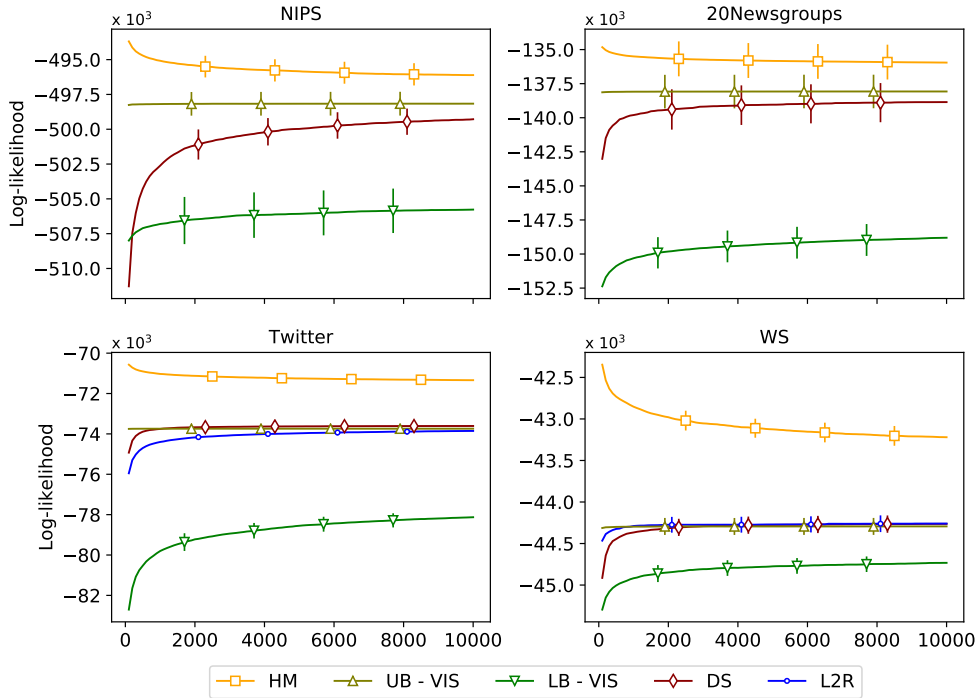 NIPS
20Newsgroups
x 10³
x 10³
−495.0
−497.5
−500.0
−502.5
−505.0
−507.5
−510.0
Log-likelihood
−135.0
−137.5
−140.0
−142.5
−145.0
−147.5
−150.0
−152.5
Twitter
WS
x 10³
x 10³
−70
−72
−74
−76
−78
−80
−82
Log-likelihood
−42.5
−43.0
−43.5
−44.0
−44.5
−45.0
0 2000 4000 6000 8000 10000
0 2000 4000 6000 8000 10000
HM UB - VIS LB - VIS DS L2R